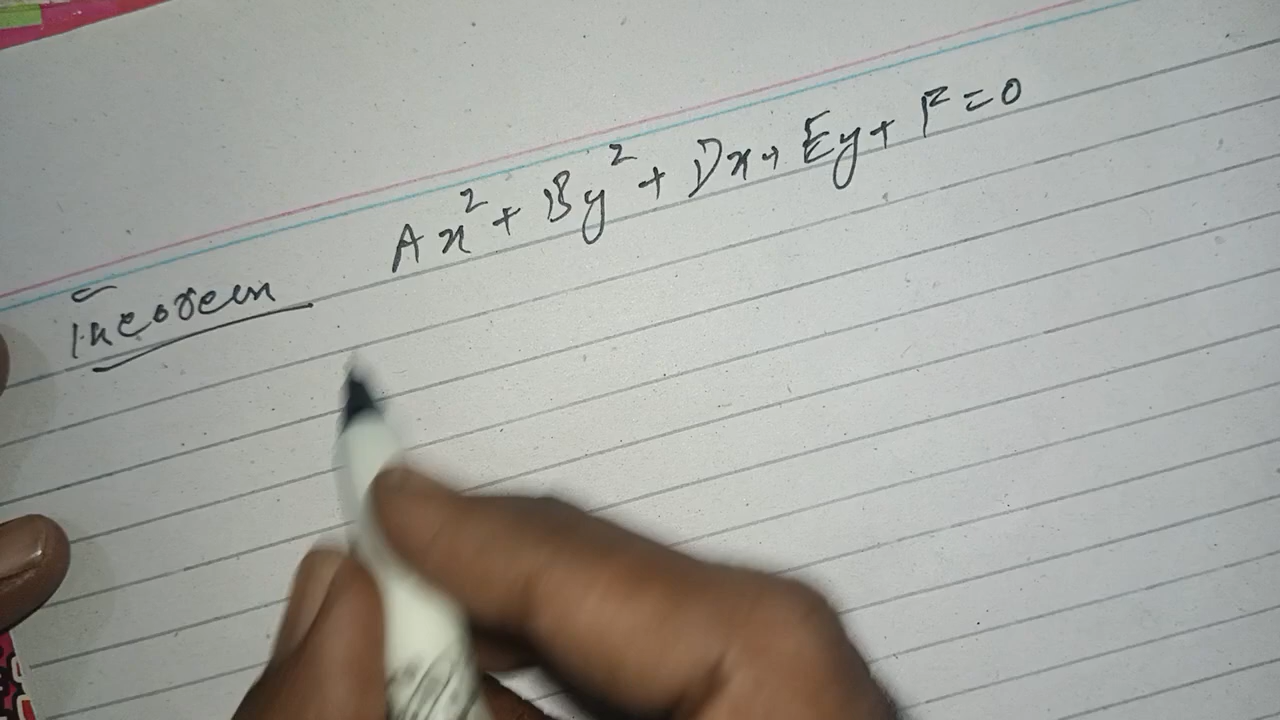 Theorem Ax² + By² + Dx + Ey + F = 0